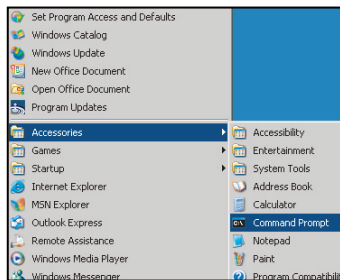 Set Program Access and Defaults
Windows Catalog
Windows Update
New Office Document
Open Office Document
Program Updates
Accessories
Games
Startup
Internet Explorer
MSN Explorer
Outlook Express
Remote Assistance
Windows Media Player
Windows Messenger
Accessibility
Entertainment
System Tools
Address Book
Calculator
Command Prompt
Notepad
Paint
Program Compatibili